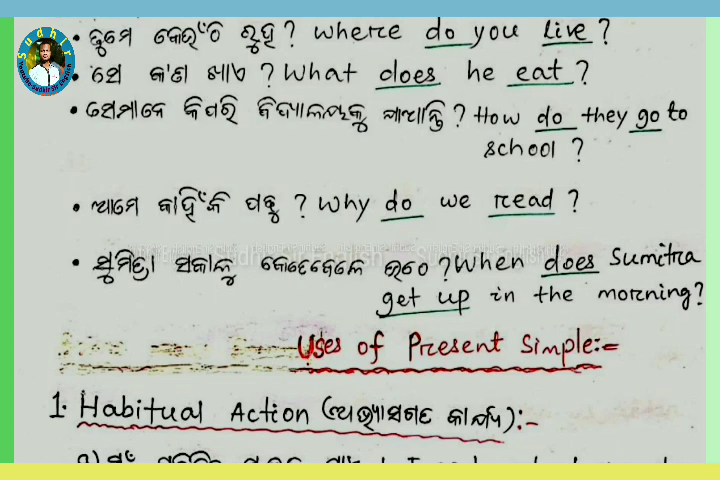 • ତୁମେ କେଉଁଠି ରୁହ ? Where do you live ?
• ସେ କ'ଣ ଖାଏ ? What does he eat ?
• ସେମାନେ କିପରି ବିଦ୍ୟାଳୟକୁ ଯାଆନ୍ତି ? How do they go to
school ?
• ଆମେ କାହିଁକି ପଢୁ ? Why do we read ?
• ସୁମିତ୍ରା ସକାଳୁ କେତେବେଳେ ଉଠେ ? When does Sumitra
get up in the morning?
Uses of Present Simple:-
1. Habitual Action (ଅଭ୍ୟାସଗତ କାର୍ଯ୍ୟ):-